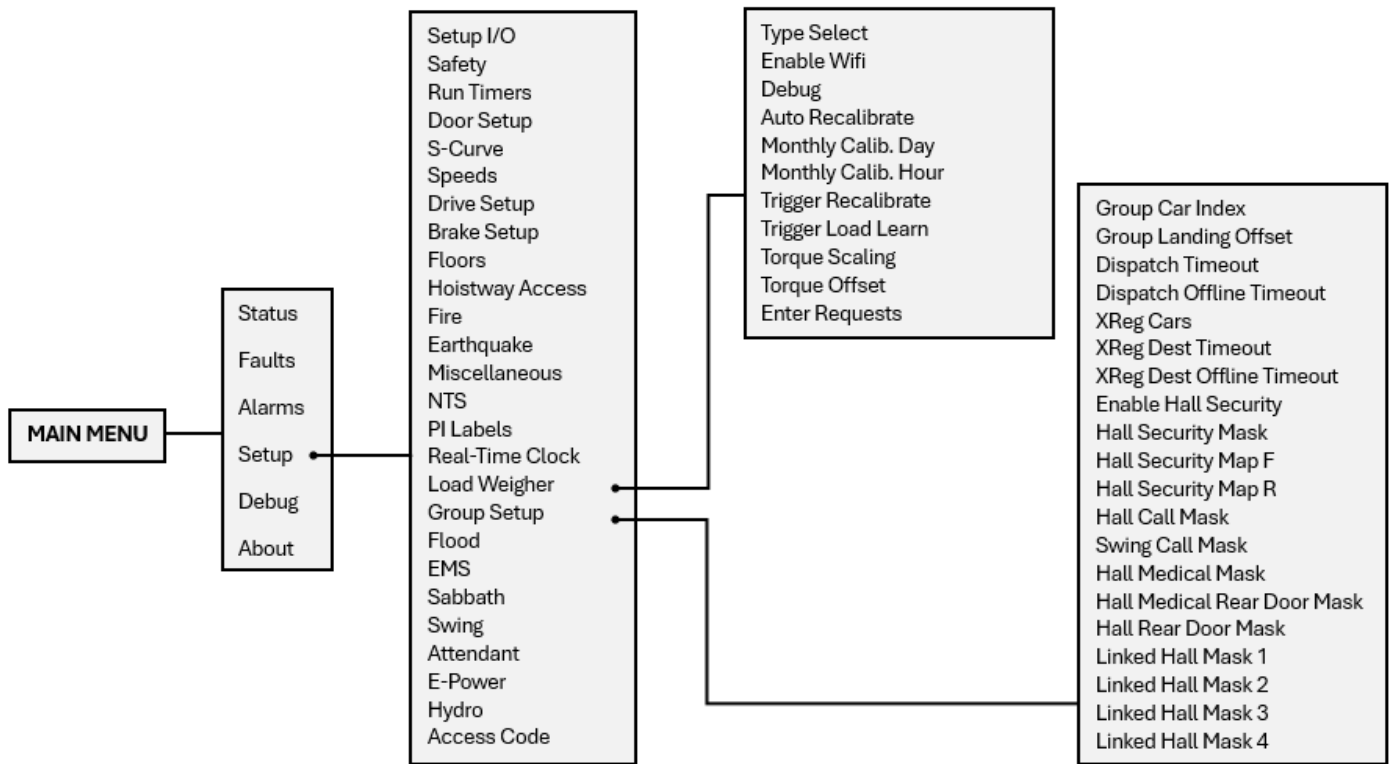 MAIN MENU
Status
Faults
Alarms
Setup
Debug
About
Setup I/O
Safety
Run Timers
Door Setup
S-Curve
Speeds
Drive Setup
Brake Setup
Floors
Hoistway Access
Fire
Earthquake
Miscellaneous
NTS
PI Labels
Real-Time Clock
Load Weigher
Group Setup
Flood
EMS
Sabbath
Swing
Attendant
E-Power
Hydro
Access Code
Type Select
Enable Wifi
Debug
Auto Recalibrate
Monthly Calib. Day
Monthly Calib. Hour
Trigger Recalibrate
Trigger Load Learn
Torque Scaling
Torque Offset
Enter Requests
Group Car Index
Group Landing Offset
Dispatch Timeout
Dispatch Offline Timeout
XReg Cars
XReg Dest Timeout
XReg Dest Offline Timeout
Enable Hall Security
Hall Security Mask
Hall Security Map F
Hall Security Map R
Hall Call Mask
Swing Call Mask
Hall Medical Mask
Hall Medical Rear Door Mask
Hall Rear Door Mask
Linked Hall Mask 1
Linked Hall Mask 2
Linked Hall Mask 3
Linked Hall Mask 4